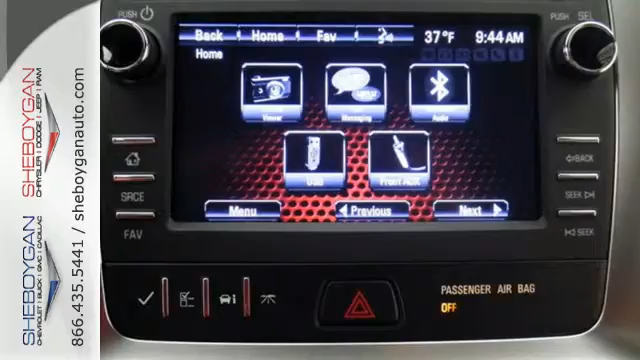 PUSH
PUSH SEL
Back Home Fav 37°F 9:44 AM
Home
Viewer Messaging Audio
USB Front AUX
Menu Previous Next
SRCE
FAV
BACK
SEEK
SEEK
PASSENGER AIR BAG
OFF
SHEBOYGAN
CHRYSLER | DODGE | JEEP | RAM
SHEBOYGAN
CHEVROLET | BUICK | GMC | CADILLAC
866.435.5441 / sheboyganauto.com